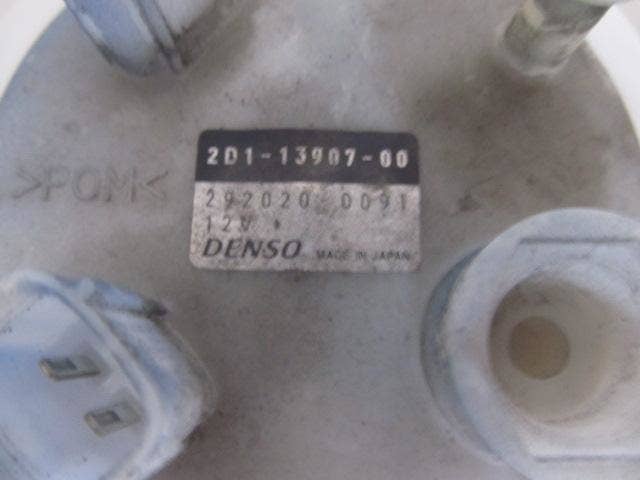 2D1-13907-00
>POM<
292020 0091
12V
DENSO MADE IN JAPAN